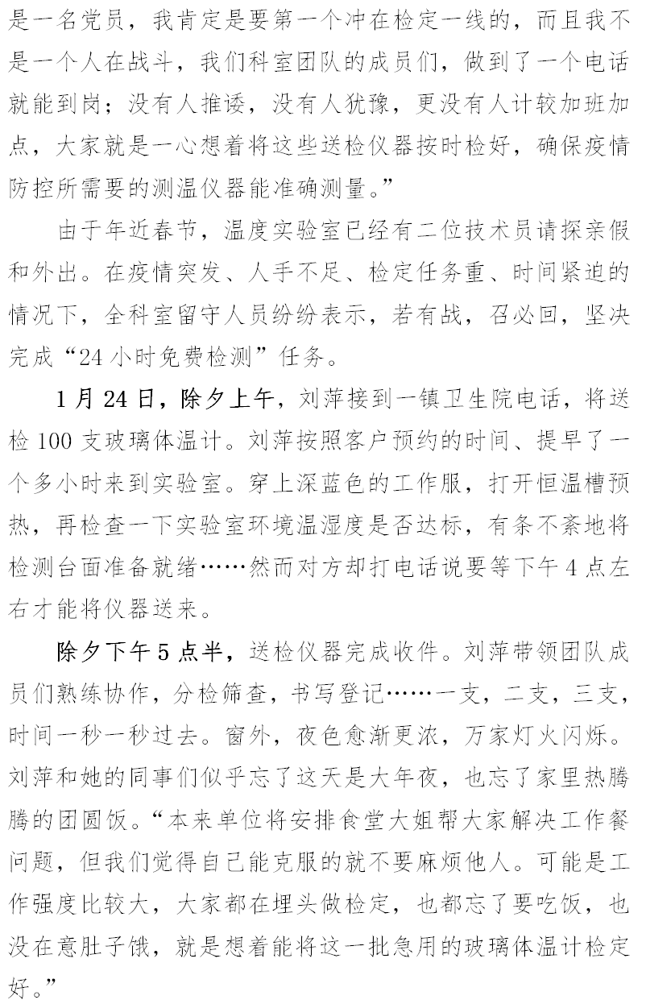 是一名党员，我肯定是要第一个冲在检定一线的，而且我不
是一个人在战斗，我们科室团队的成员们，做到了一个电话
就能到岗；没有人推诿，没有人犹豫，更没有人计较加班加
点，大家就是一心想着将这些送检仪器按时检好，确保疫情
防控所需要的测温仪器能准确测量。”
由于年近春节，温度实验室已经有二位技术员请探亲假
和外出。在疫情突发、人手不足、检定任务重、时间紧迫的
情况下，全科室留守人员纷纷表示，若有战，召必回，坚决
完成“24 小时免费检测”任务。
1 月 24 日，除夕上午，刘萍接到一镇卫生院电话，将送
检 100 支玻璃体温计。刘萍按照客户预约的时间、提早了一
个多小时来到实验室。穿上深蓝色的工作服，打开恒温槽预
热，再检查一下实验室环境温湿度是否达标，有条不紊地将
检测台面准备就绪……然而对方却打电话说要等下午 4 点左
右才能将仪器送来。
除夕下午 5 点半，送检仪器完成收件。刘萍带领团队成
员们熟练协作，分检筛查，书写登记……一支，二支，三支，
时间一秒一秒过去。窗外，夜色愈渐更浓，万家灯火闪烁。
刘萍和她的同事们似乎忘了这天是大年夜，也忘了家里热腾
腾的团圆饭。“本来单位将安排食堂大姐帮大家解决工作餐
问题，但我们觉得自己能克服的就不要麻烦他人。可能是工
作强度比较大，大家都在埋头做检定，也都忘了要吃饭，也
没在意肚子饿，就是想着能将这一批急用的玻璃体温计检定
好。”